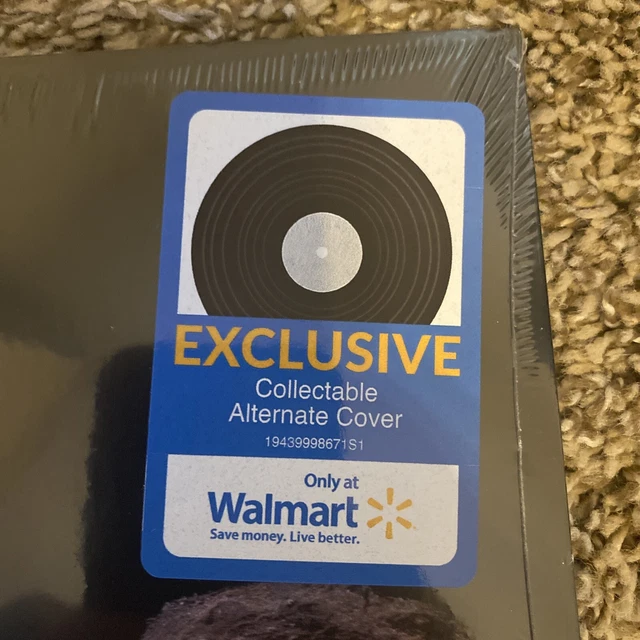 EXCLUSIVE
Collectable
Alternate Cover
19439998671S1
Only at
Walmart
Save money. Live better.